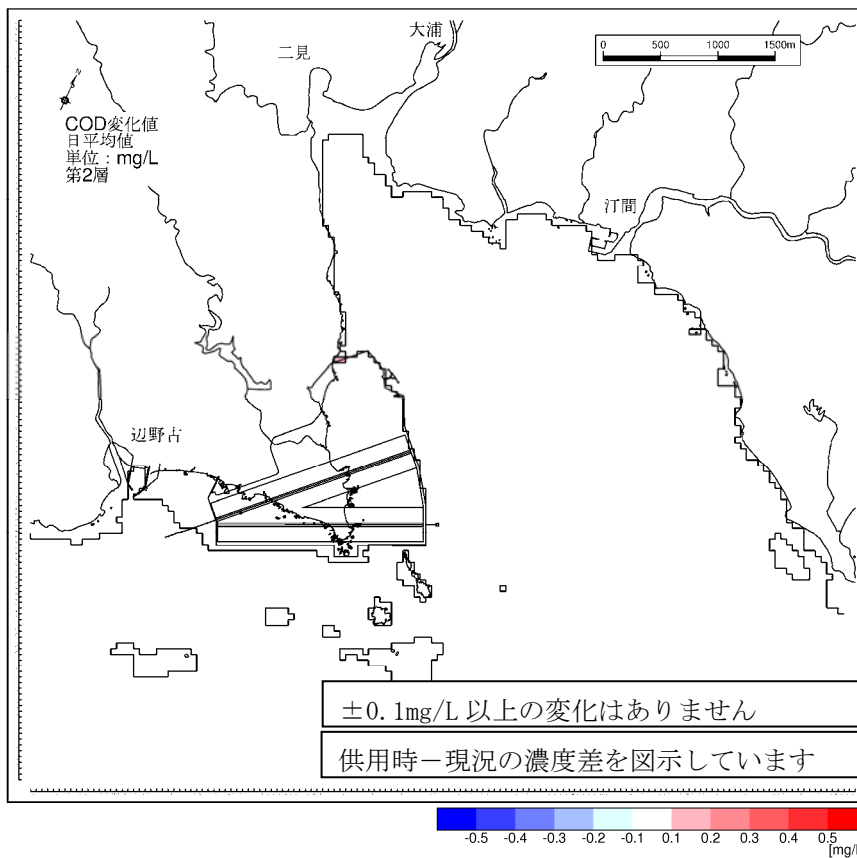 大浦
二見
0 500 1000 1500m
N
COD変化値
日平均値
単位：mg/L
第2層
汀間
辺野古
±0.1mg/L 以上の変化はありません
供用時－現況の濃度差を図示しています
-0.5 -0.4 -0.3 -0.2 -0.1 0.1 0.2 0.3 0.4 0.5
[mg/